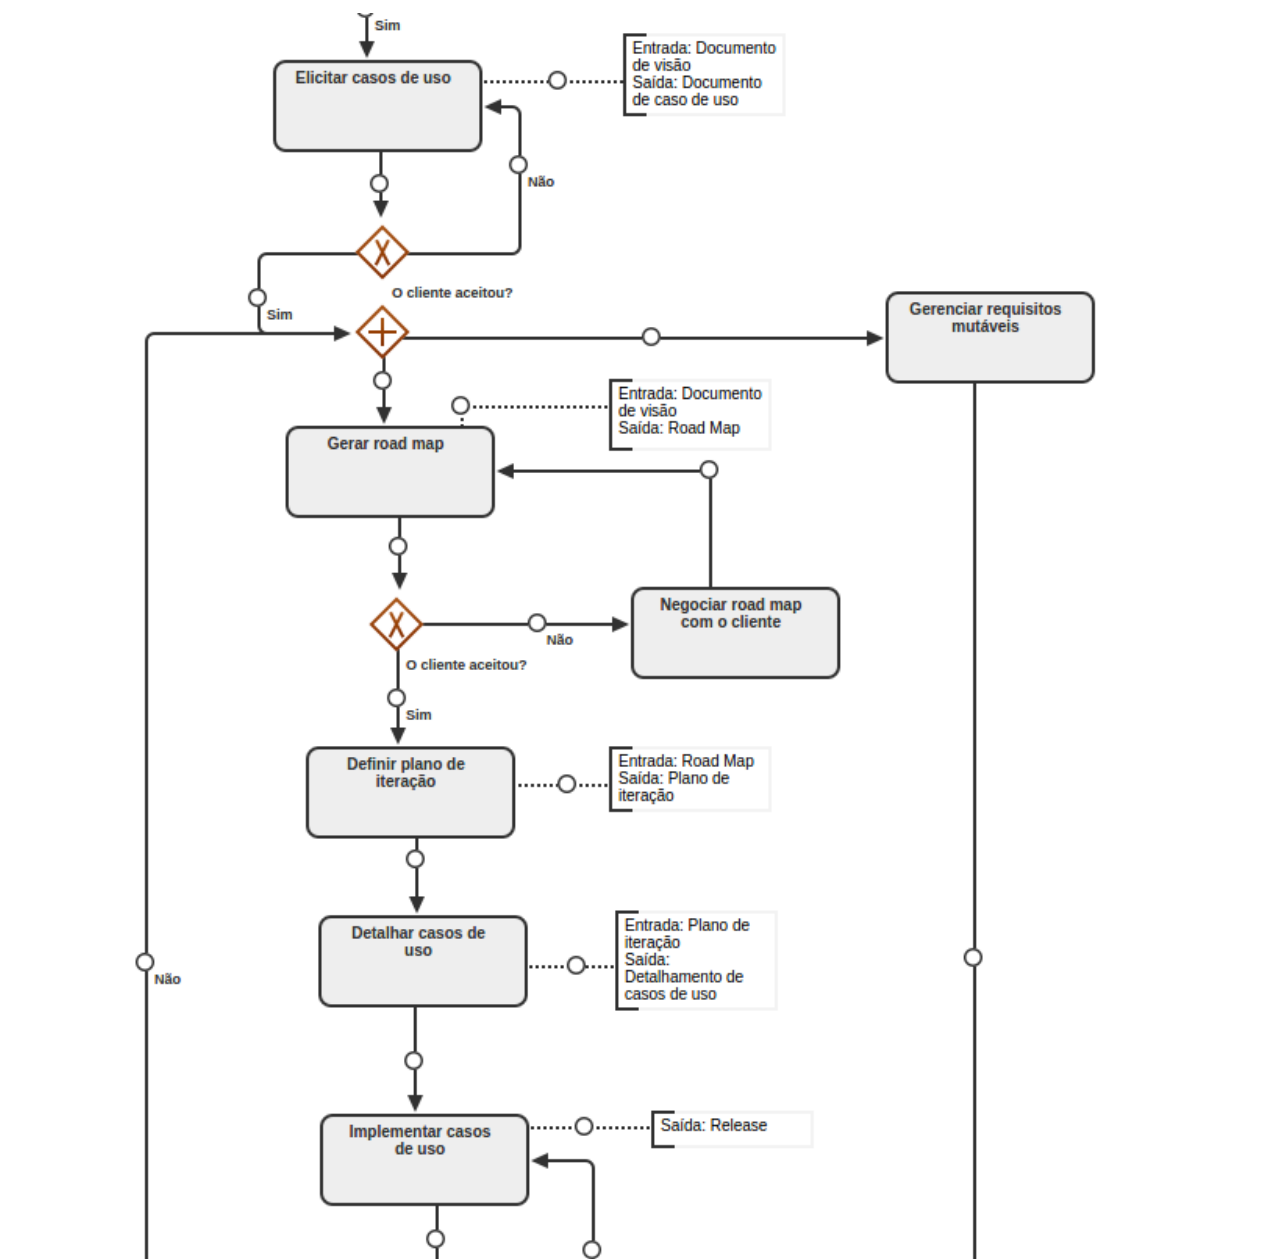 Sim
Elicitar casos de uso
Entrada: Documento
de visão
Saída: Documento
de caso de uso
Não
O cliente aceitou?
Sim
Gerenciar requisitos
mutáveis
Entrada: Documento
de visão
Saída: Road Map
Gerar road map
Negociar road map
com o cliente
Não
O cliente aceitou?
Sim
Definir plano de
iteração
Entrada: Road Map
Saída: Plano de
iteração
Detalhar casos de
uso
Entrada: Plano de
iteração
Saída:
Detalhamento de
casos de uso
Não
Implementar casos
de uso
Saída: Release